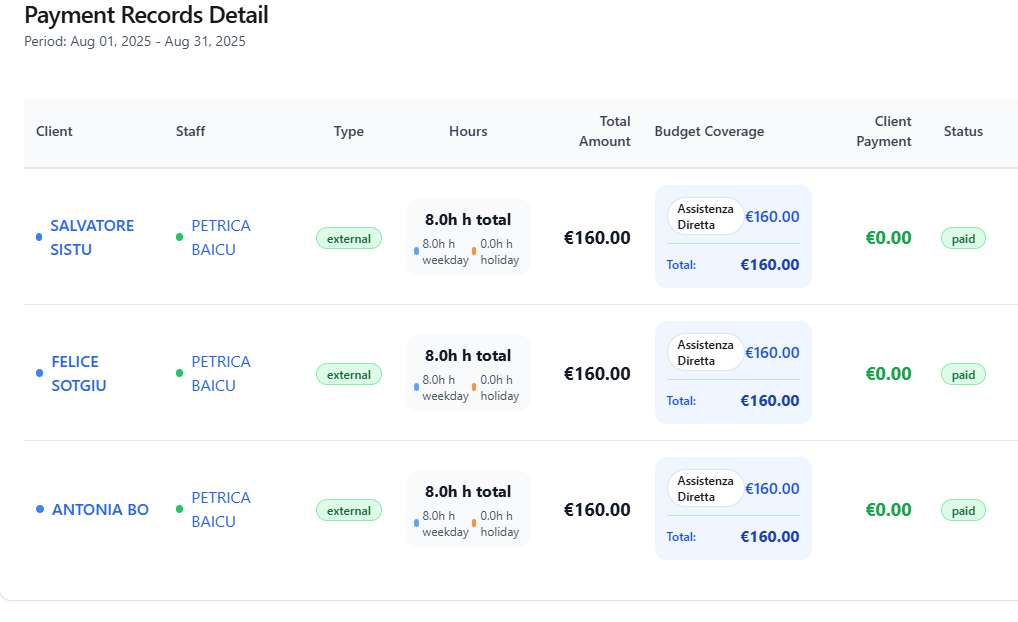 Payment Records Detail
Period: Aug 01, 2025 - Aug 31, 2025
Client Staff Type Hours Total Amount Budget Coverage Client Payment Status
SALVATORE SISTU
PETRICA BAICU
external
8.0h h total
8.0h h weekday
0.0h h holiday
€160.00
Assistenza Diretta €160.00
Total: €160.00
€0.00
paid
FELICE SOTGIU
PETRICA BAICU
external
8.0h h total
8.0h h weekday
0.0h h holiday
€160.00
Assistenza Diretta €160.00
Total: €160.00
€0.00
paid
ANTONIA BO
PETRICA BAICU
external
8.0h h total
8.0h h weekday
0.0h h holiday
€160.00
Assistenza Diretta €160.00
Total: €160.00
€0.00
paid